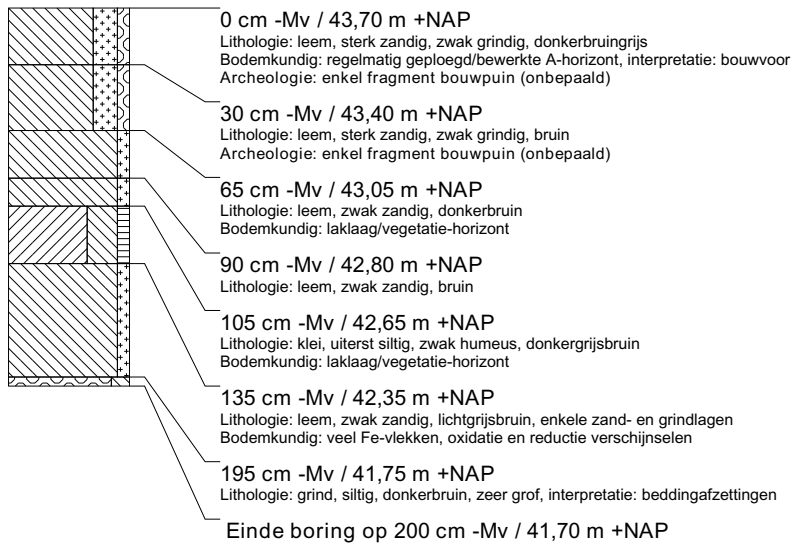 0 cm -Mv / 43,70 m +NAP
Lithologie: leem, sterk zandig, zwak grindig, donkerbruingrijs
Bodemkundig: regelmatig geploegd/bewerkte A-horizont, interpretatie: bouwvoor
Archeologie: enkel fragment bouwpuin (onbepaald)
30 cm -Mv / 43,40 m +NAP
Lithologie: leem, sterk zandig, zwak grindig, bruin
Archeologie: enkel fragment bouwpuin (onbepaald)
65 cm -Mv / 43,05 m +NAP
Lithologie: leem, zwak zandig, donkerbruin
Bodemkundig: laklaag/vegetatie-horizont
90 cm -Mv / 42,80 m +NAP
Lithologie: leem, zwak zandig, bruin
105 cm -Mv / 42,65 m +NAP
Lithologie: klei, uiterst siltig, zwak humeus, donkergrijsbruin
Bodemkundig: laklaag/vegetatie-horizont
135 cm -Mv / 42,35 m +NAP
Lithologie: leem, zwak zandig, lichtgrijsbruin, enkele zand- en grindlagen
Bodemkundig: veel Fe-vlekken, oxidatie en reductie verschijnselen
195 cm -Mv / 41,75 m +NAP
Lithologie: grind, siltig, donkerbruin, zeer grof, interpretatie: beddingafzettingen
Einde boring op 200 cm -Mv / 41,70 m +NAP